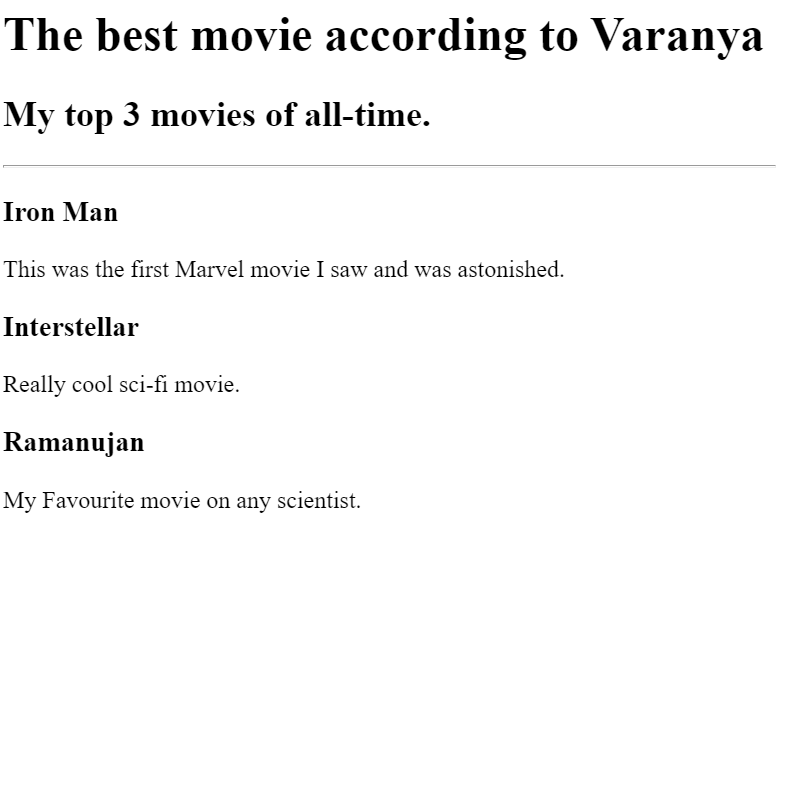 The best movie according to Varanya
My top 3 movies of all-time.
Iron Man
This was the first Marvel movie I saw and was astonished.
Interstellar
Really cool sci-fi movie.
Ramanujan
My Favourite movie on any scientist.